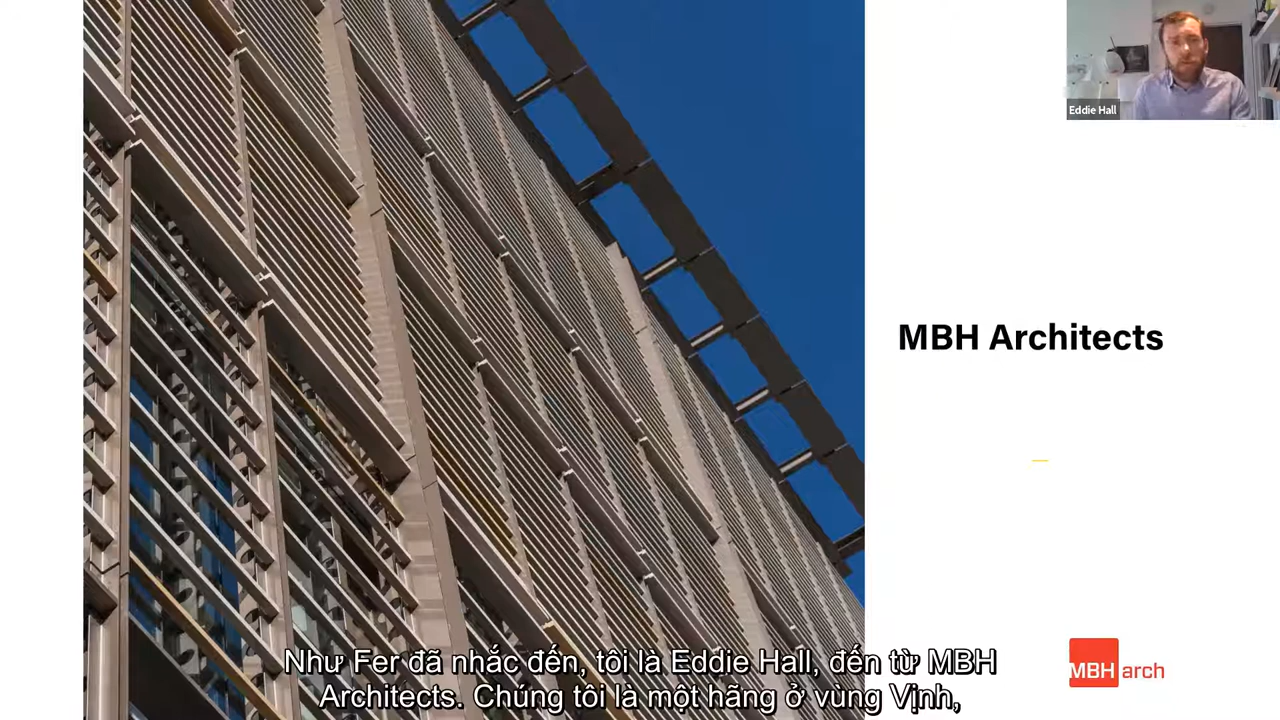 Eddie Hall
MBH Architects
MBH arch
Như Fer đã nhắc đến, tôi là Eddie Hall, đến từ MBH
Architects. Chúng tôi là một hãng ở vùng Vịnh,